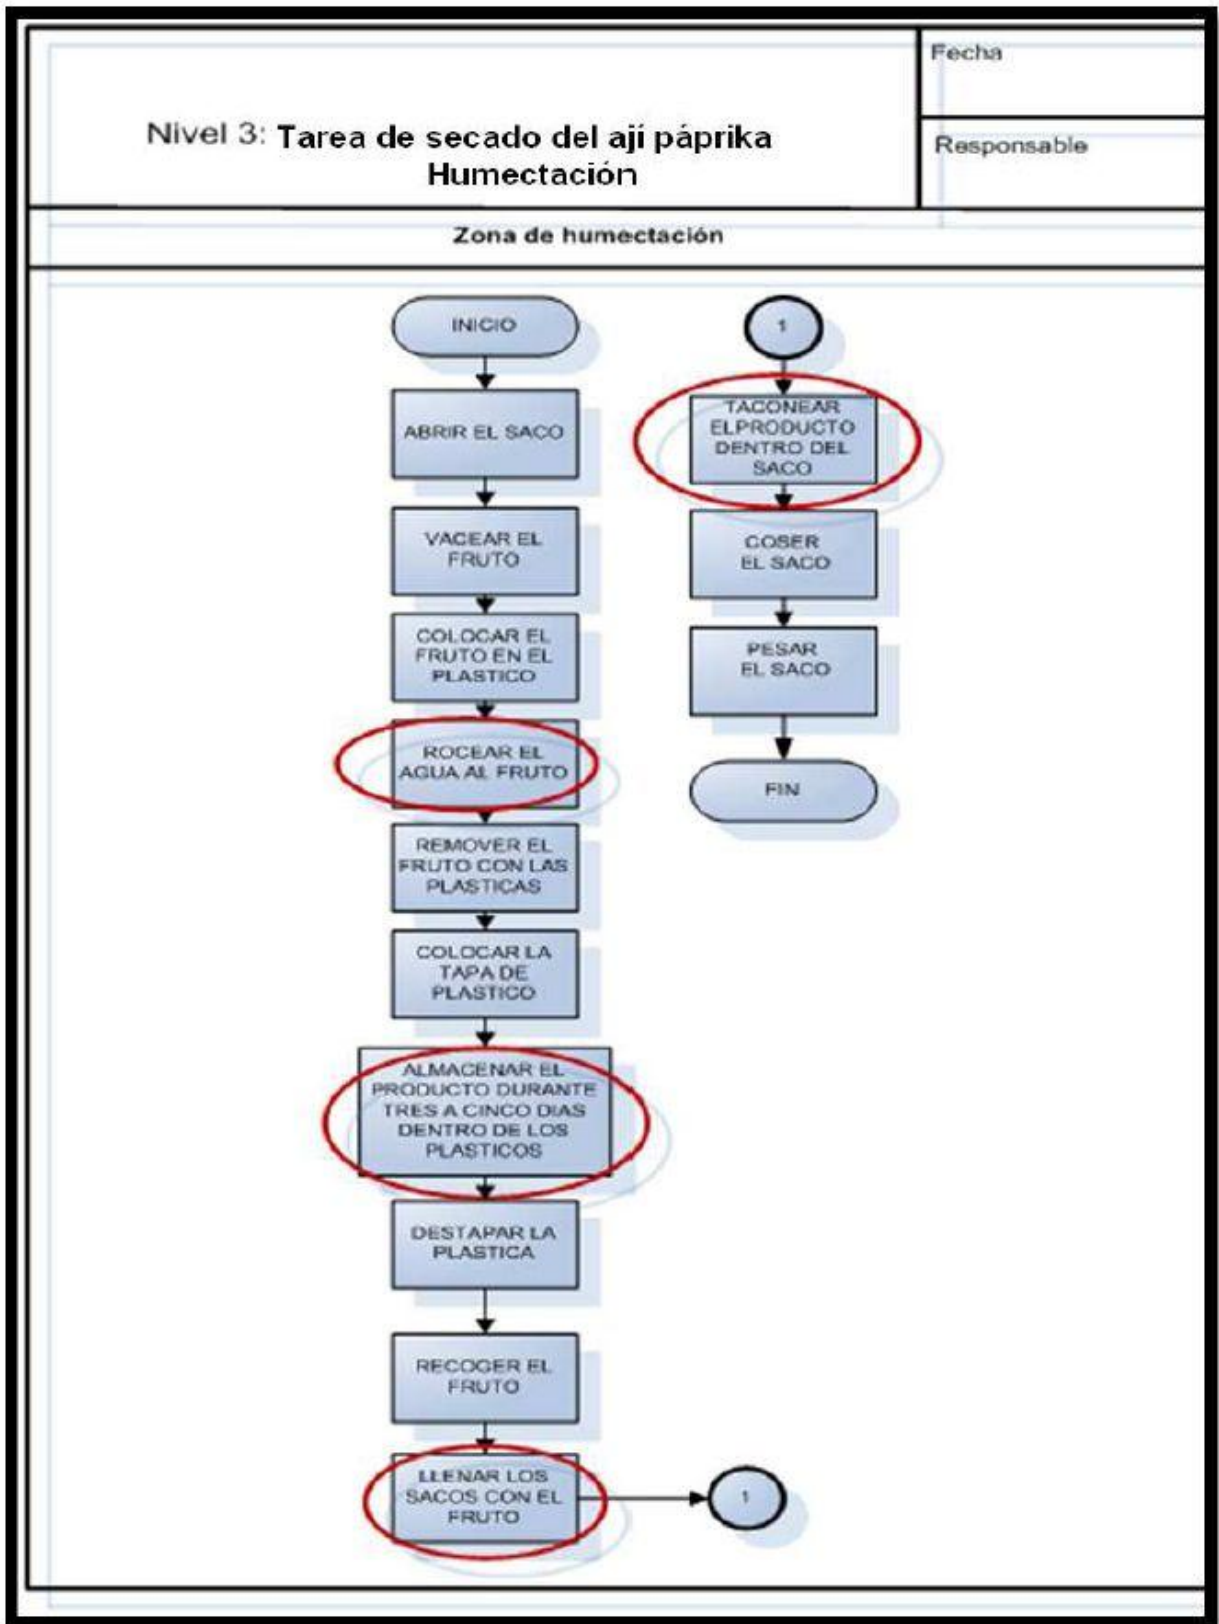 Nivel 3: Tarea de secado del ají páprika
Humectación
Fecha
Responsable
Zona de humectación
INICIO
ABRIR EL SACO
VACEAR EL
FRUTO
COLOCAR EL
FRUTO EN EL
PLASTICO
ROCEAR EL
AGUA AL FRUTO
REMOVER EL
FRUTO CON LAS
PLASTICAS
COLOCAR LA
TAPA DE
PLASTICO
ALMACENAR EL
PRODUCTO DURANTE
TRES A CINCO DIAS
DENTRO DE LOS
PLASTICOS
DESTAPAR LA
PLASTICA
RECOGER EL
FRUTO
LLENAR LOS
SACOS CON EL
FRUTO
1
1
TACONEAR
ELPRODUCTO
DENTRO DEL
SACO
COSER
EL SACO
PESAR
EL SACO
FIN